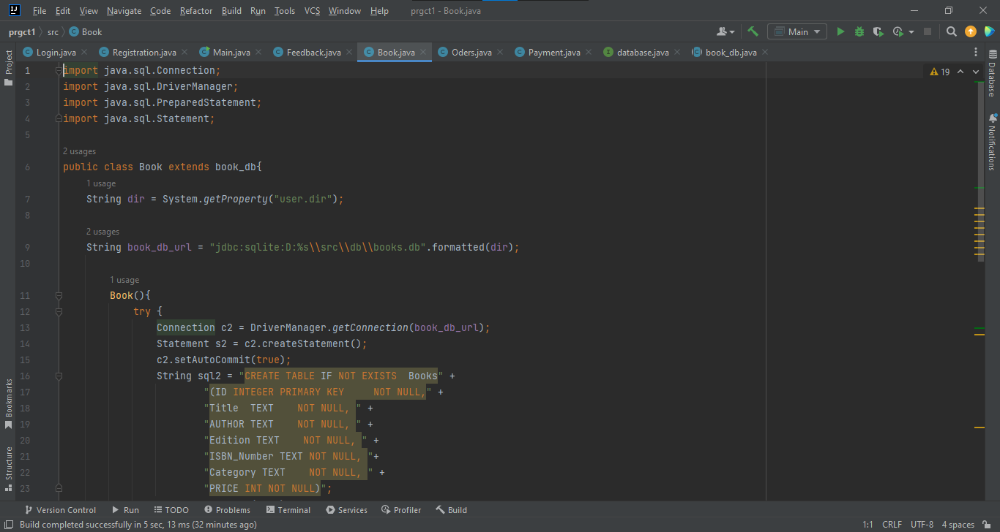 File Edit View Navigate Code Refactor Build Run Tools VCS Window Help prgct1 - Book.java
prgct1 src Book Main
Login.java Registration.java Main.java Feedback.java Book.java Oders.java Payment.java database.java book_db.java
Project
Bookmarks
Structure
Database
Notifications
19
1 import java.sql.Connection;
2 import java.sql.DriverManager;
3 import java.sql.PreparedStatement;
4 import java.sql.Statement;
5
2 usages
6 public class Book extends book_db{
1 usage
7 String dir = System.getProperty("user.dir");
8
2 usages
9 String book_db_url = "jdbc:sqlite:D:%s\\src\\db\\books.db".formatted(dir);
10
1 usage
11 Book(){
12 try {
13 Connection c2 = DriverManager.getConnection(book_db_url);
14 Statement s2 = c2.createStatement();
15 c2.setAutoCommit(true);
16 String sql2 = "CREATE TABLE IF NOT EXISTS  Books" +
17 "(ID INTEGER PRIMARY KEY     NOT NULL," +
18 "Title  TEXT    NOT NULL, " +
19 "AUTHOR TEXT    NOT NULL, " +
20 "Edition TEXT    NOT NULL, " +
21 "ISBN_Number TEXT NOT NULL, "+
22 "Category TEXT    NOT NULL, " +
23 "PRICE INT NOT NULL)";
Version Control Run TODO Problems Terminal Services Profiler Build
Build completed successfully in 5 sec, 13 ms (32 minutes ago) 1:1 CRLF UTF-8 4 spaces